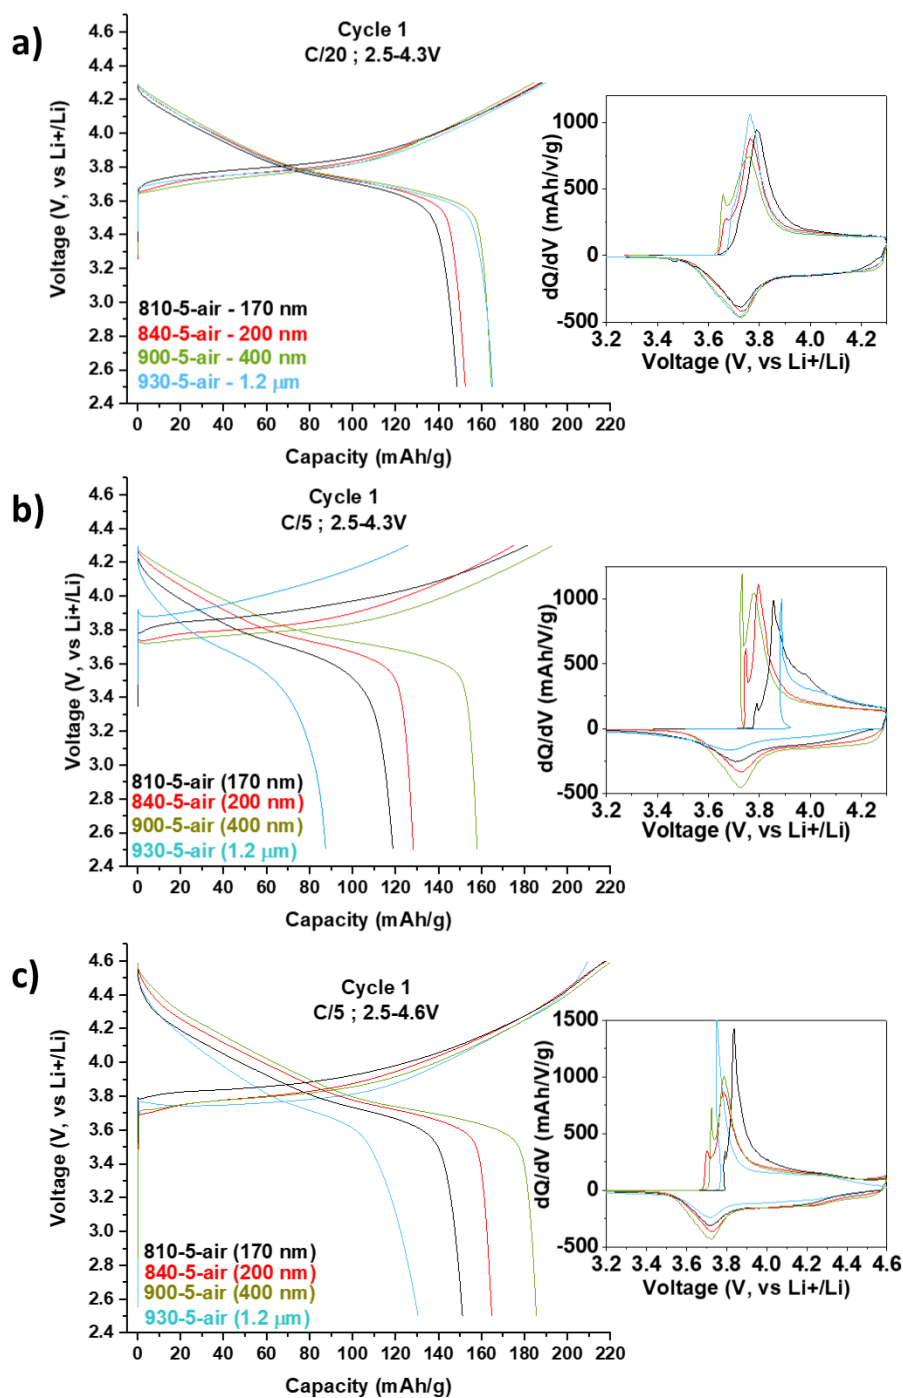 a)
Cycle 1
C/20 ; 2.5-4.3V
Voltage (V, vs Li+/Li)
4.6
4.4
4.2
4.0
3.8
3.6
3.4
3.2
3.0
2.8
2.6
2.4
810-5-air - 170 nm
840-5-air - 200 nm
900-5-air - 400 nm
930-5-air - 1.2 μm
0 20 40 60 80 100 120 140 160 180 200 220
Capacity (mAh/g)
dQ/dV (mAh/v/g)
1000
500
0
-500
3.2 3.4 3.6 3.8 4.0 4.2
Voltage (V, vs Li+/Li)
b)
Cycle 1
C/5 ; 2.5-4.3V
Voltage (V, vs Li+/Li)
4.6
4.4
4.2
4.0
3.8
3.6
3.4
3.2
3.0
2.8
2.6
2.4
810-5-air (170 nm)
840-5-air (200 nm)
900-5-air (400 nm)
930-5-air (1.2 μm)
0 20 40 60 80 100 120 140 160 180 200 220
Capacity (mAh/g)
dQ/dV (mAh/V/g)
1000
500
0
-500
3.2 3.4 3.6 3.8 4.0 4.2
Voltage (V, vs Li+/Li)
c)
Cycle 1
C/5 ; 2.5-4.6V
Voltage (V, vs Li+/Li)
4.6
4.4
4.2
4.0
3.8
3.6
3.4
3.2
3.0
2.8
2.6
2.4
810-5-air (170 nm)
840-5-air (200 nm)
900-5-air (400 nm)
930-5-air (1.2 μm)
0 20 40 60 80 100 120 140 160 180 200 220
Capacity (mAh/g)
dQ/dV (mAh/V/g)
1500
1000
500
0
-500
3.2 3.4 3.6 3.8 4.0 4.2 4.4 4.6
Voltage (V, vs Li+/Li)